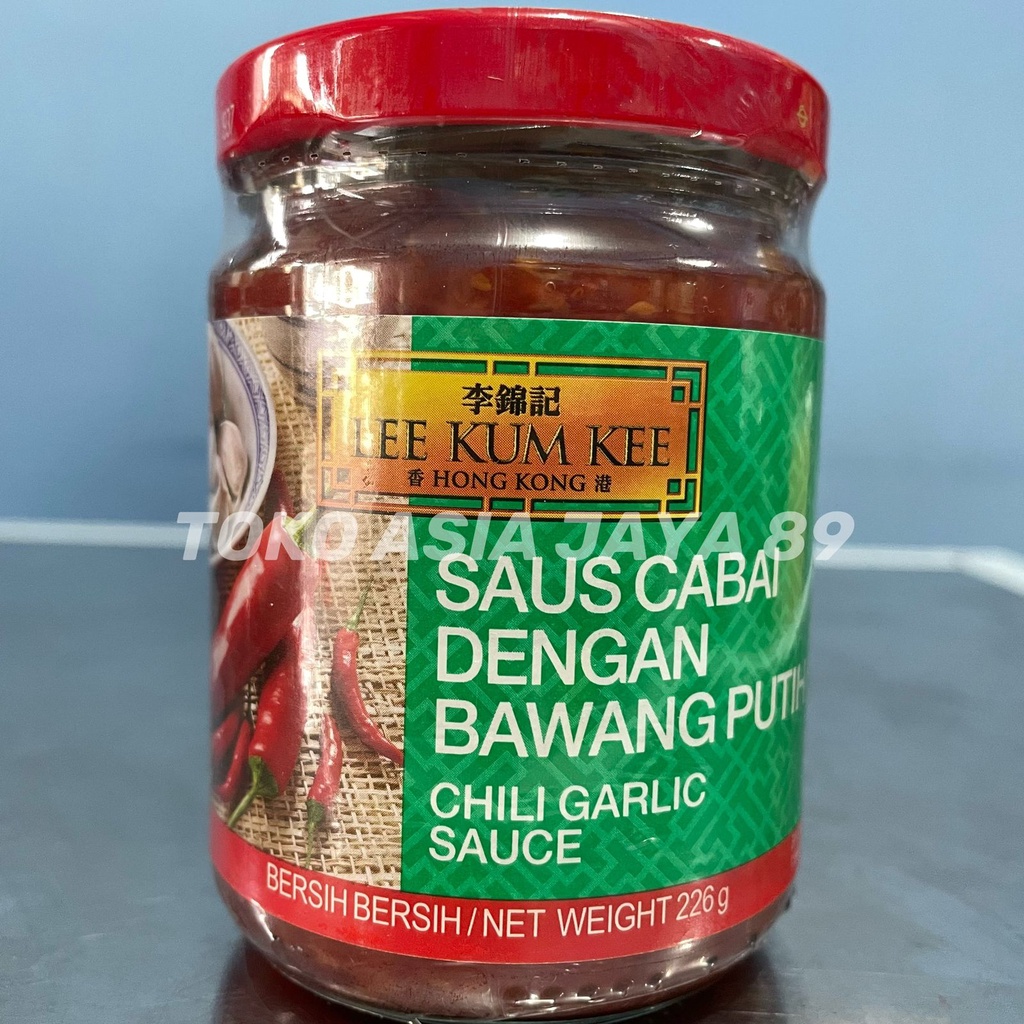 李錦記
LEE KUM KEE
香 HONG KONG 港
TOKO ASIA JAYA 89
SAUS CABAI
DENGAN
BAWANG PUTIH
CHILI GARLIC
SAUCE
BERSIH BERSIH/NET WEIGHT 226g